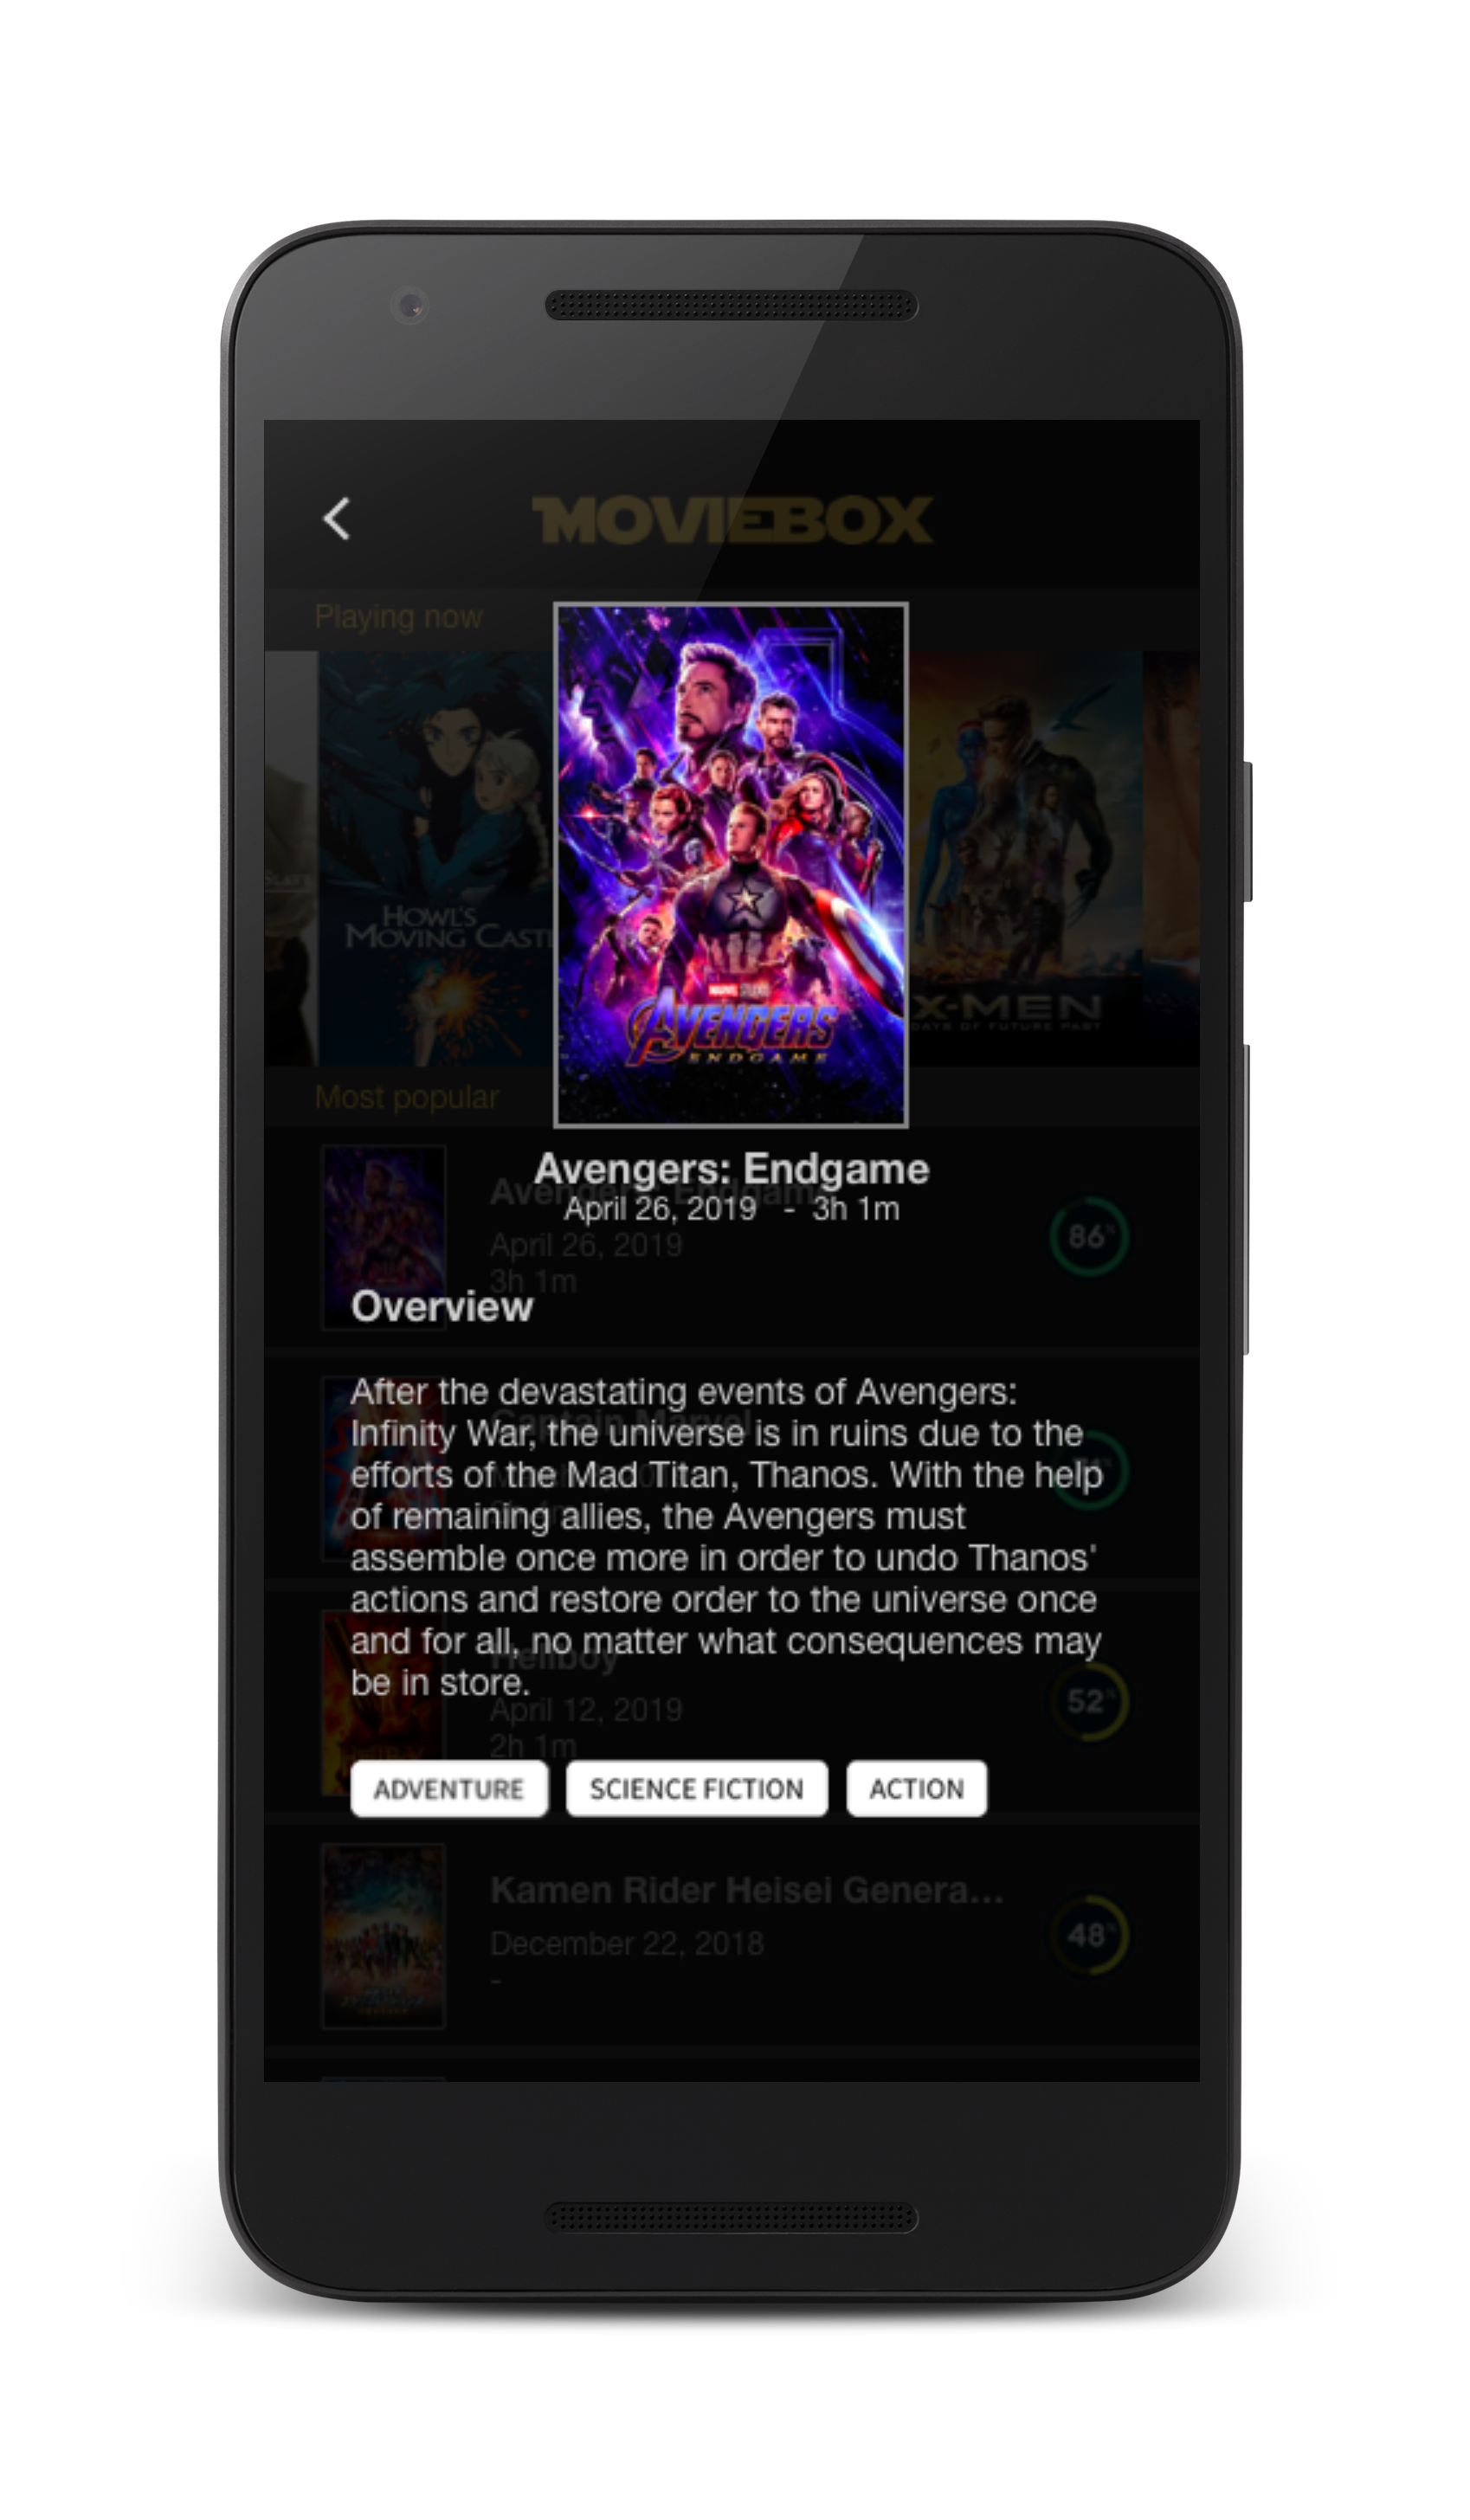 MOVIEBOX
Playing now
HOWL'S
MOVING CASTL
MARVEL STUDIOS
AVENGERS
ENDGAME
X-MEN
DAYS OF FUTURE PAST
Most popular
Avengers: Endgame
April 26, 2019 - 3h 1m
Avengers: Endgame
April 26, 2019
3h 1m
86%
Overview
After the devastating events of Avengers:
Infinity War, the universe is in ruins due to the
efforts of the Mad Titan, Thanos. With the help
of remaining allies, the Avengers must
assemble once more in order to undo Thanos'
actions and restore order to the universe once
and for all, no matter what consequences may
be in store.
Captain Marvel
Hellboy
April 12, 2019
2h 1m
52%
ADVENTURE
SCIENCE FICTION
ACTION
Kamen Rider Heisei Genera...
December 22, 2018
-
48%